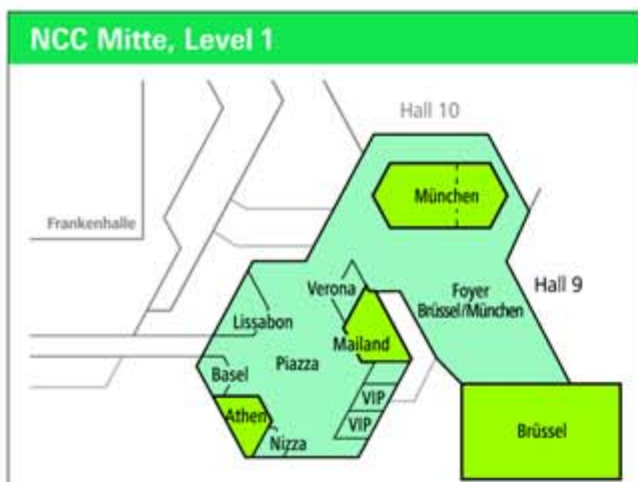 NCC Mitte, Level 1
Hall 10
München
Frankenhalle
Verona
Foyer
Brüssel/München
Hall 9
Lissabon
Mailand
Piazza
Basel
VIP
Athen
VIP
Nizza
Brüssel